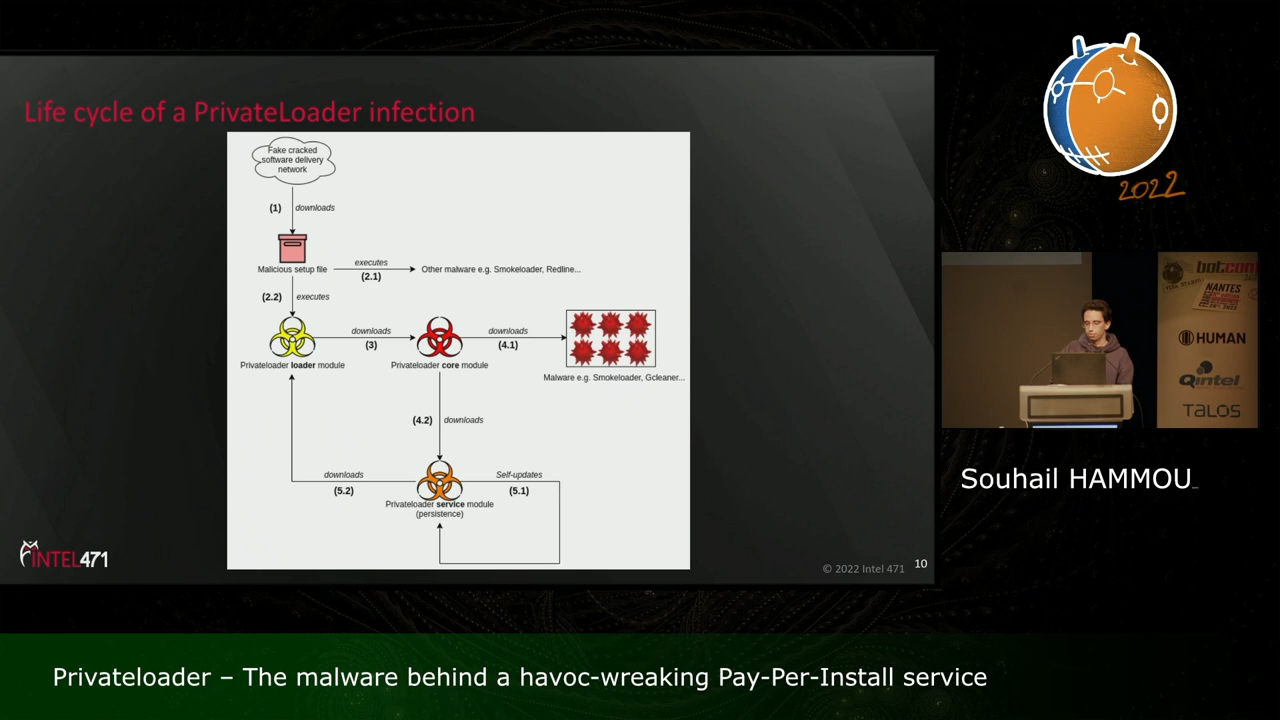 Life cycle of a PrivateLoader infection
Fake cracked
software delivery
network
(1) downloads
Malicious setup file
executes
(2.1)
Other malware e.g. Smokeloader, Redline...
(2.2) executes
downloads
(3)
downloads
(4.1)
Privateloader loader module
Privateloader core module
Malware e.g. Smokeloader, Gcleaner...
(4.2) downloads
downloads
(5.2)
Self-updates
(5.1)
Privateloader service module
(persistence)
INTEL471
© 2022 Intel 471
10
2022
botconf
NANTES
HUMAN
Qintel
TALOS
Souhail HAMMOU_
Privateloader – The malware behind a havoc-wreaking Pay-Per-Install service